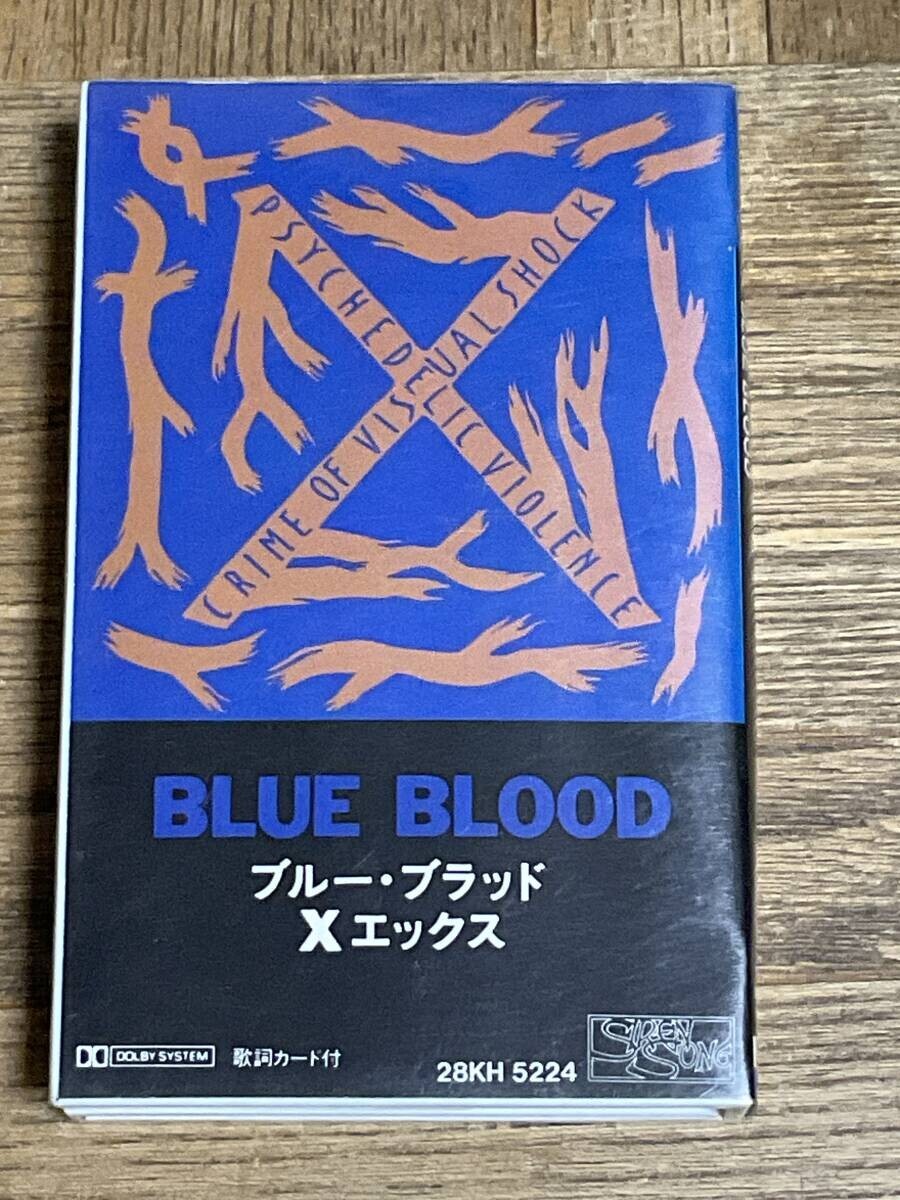 PSYCHEDELIC VIOLENCE
CRIME OF VISUAL SHOCK
BLUE BLOOD
ブルー・ブラッド
X エックス
DOLBY SYSTEM 歌詞カード付
28KH 5224
SIREN SONG